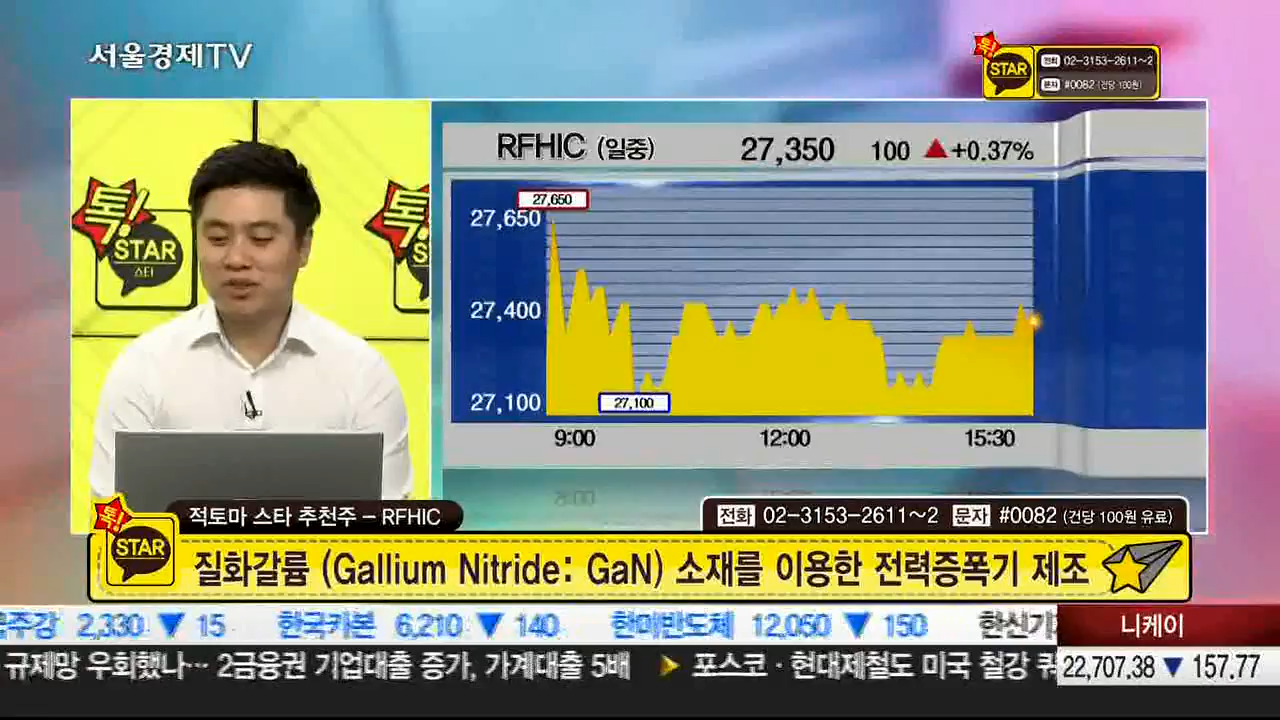 서울경제TV
톡!
STAR
전화 02-3153-2611~2
문자 #0082 (건당 100원)
RFHIC (일중) 27,350 100 ▲+0.37%
27,650
27,650
27,400
27,100
27,100
9:00 12:00 15:30
톡!
STAR
스타
톡!
적토마 스타 추천주 - RFHIC
전화 02-3153-2611~2 문자 #0082 (건당 100원 유료)
톡!
STAR
질화갈륨 (Gallium Nitride: GaN) 소재를 이용한 전력증폭기 제조
2,330 ▼ 15 한국카본 6,210 ▼ 140 한미반도체 12,050 ▼ 150
니케이
규제망 우회했나… 2금융권 기업대출 증가, 가계대출 5배 ▶ 포스코·현대제철도 미국 철강 쿼
22,707.38 ▼ 157.77